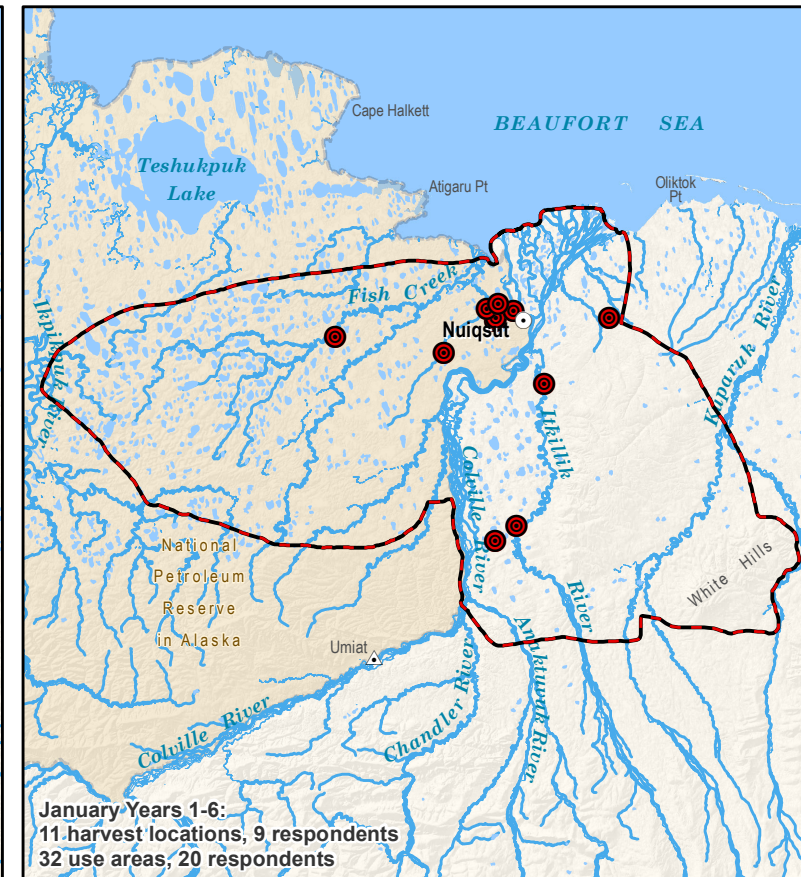 Cape Halkett
BEAUFORT SEA
Teshukpuk
Lake
Atigaru Pt
Oliktok
Pt
Fish Creek
Ikpikpuk River
Nuiqsut
Kuparuk River
Itkillik
River
Colville River
National
Petroleum
Reserve
in Alaska
White Hills
Umiat
Anaktuvuk River
Chandler River
Colville River
January Years 1-6:
11 harvest locations, 9 respondents
32 use areas, 20 respondents